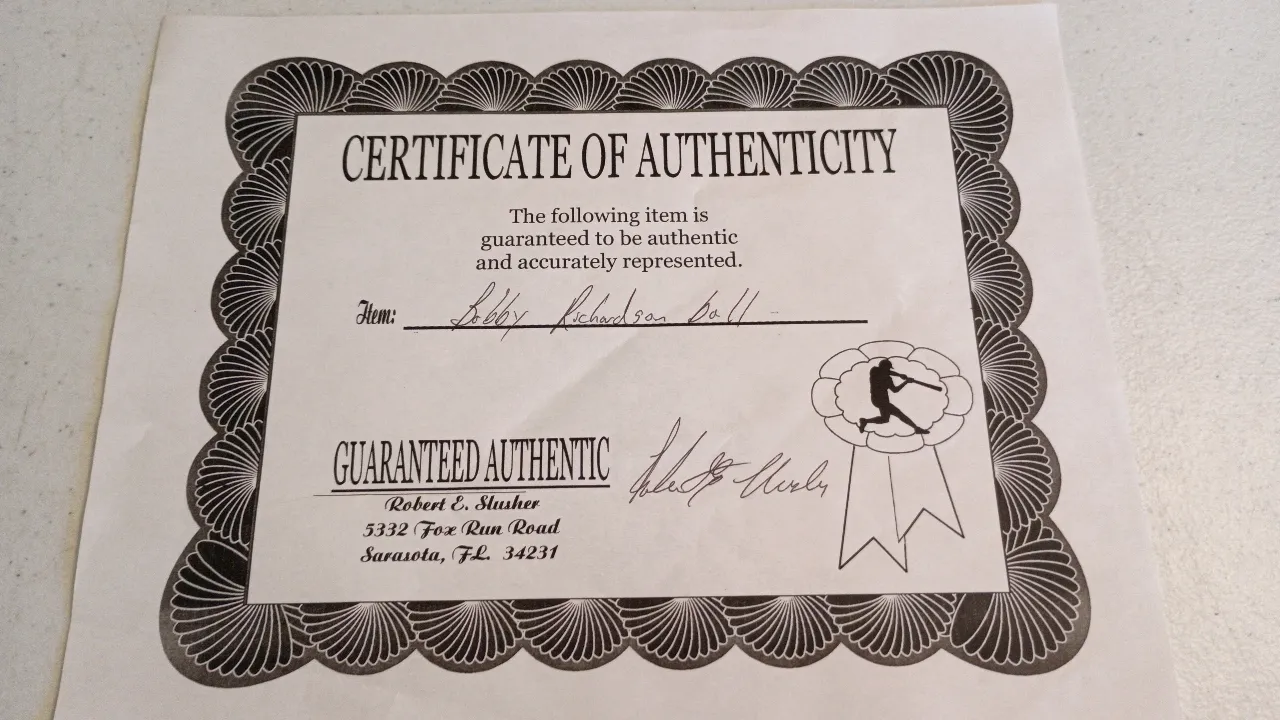 CERTIFICATE OF AUTHENTICITY
The following item is
guaranteed to be authentic
and accurately represented.
Item: Bobby Richardson Ball
GUARANTEED AUTHENTIC
Robert E. Slusher
5332 Fox Run Road
Sarasota, FL. 34231